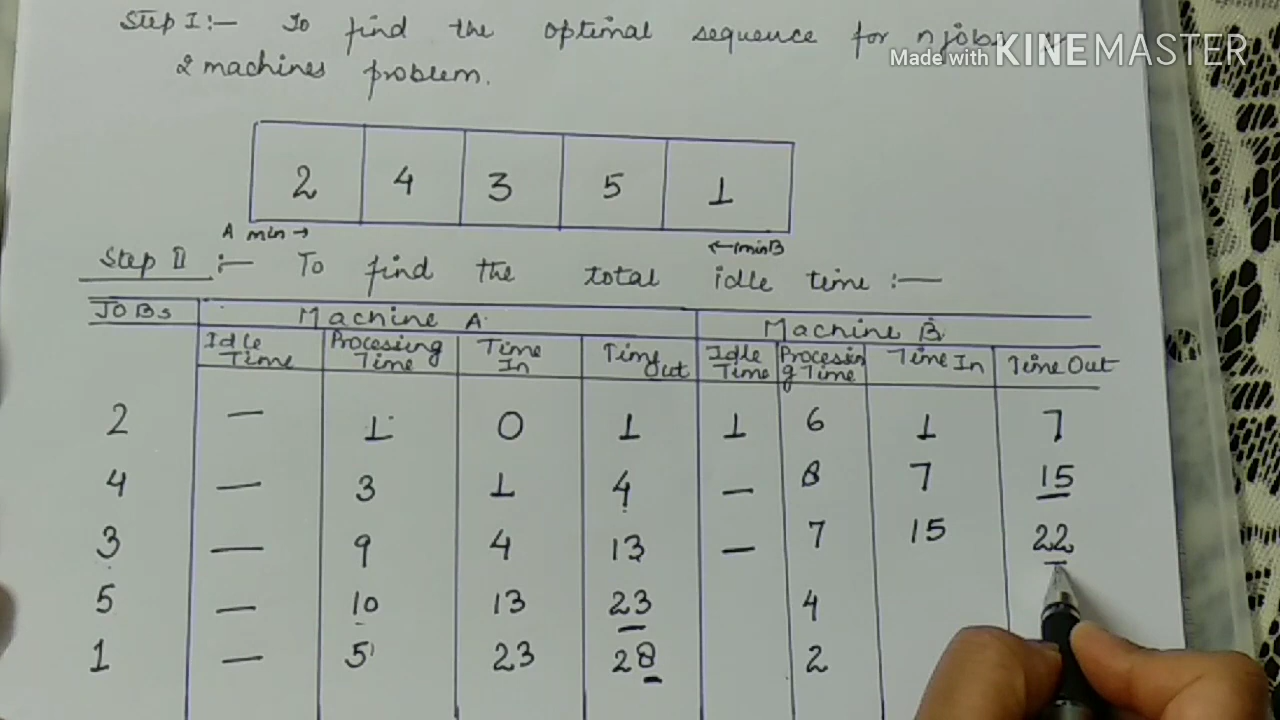 Step I:— To find the optimal sequence for n jobs
2 machines problem.
Made with KINEMASTER
2 4 3 5 1
A min → ←minB
Step II :— To find the total idle time :—
JOBs Machine A Machine B
Idle Time Procesing Time Time In Time Out Idle Time Procesing Time Time In Time Out
2 — 1 0 1 1 6 1 7
4 — 3 1 4 — 8 7 15
3 — 9 4 13 — 7 15 22
5 — 10 13 23 4
1 — 5 23 28 2